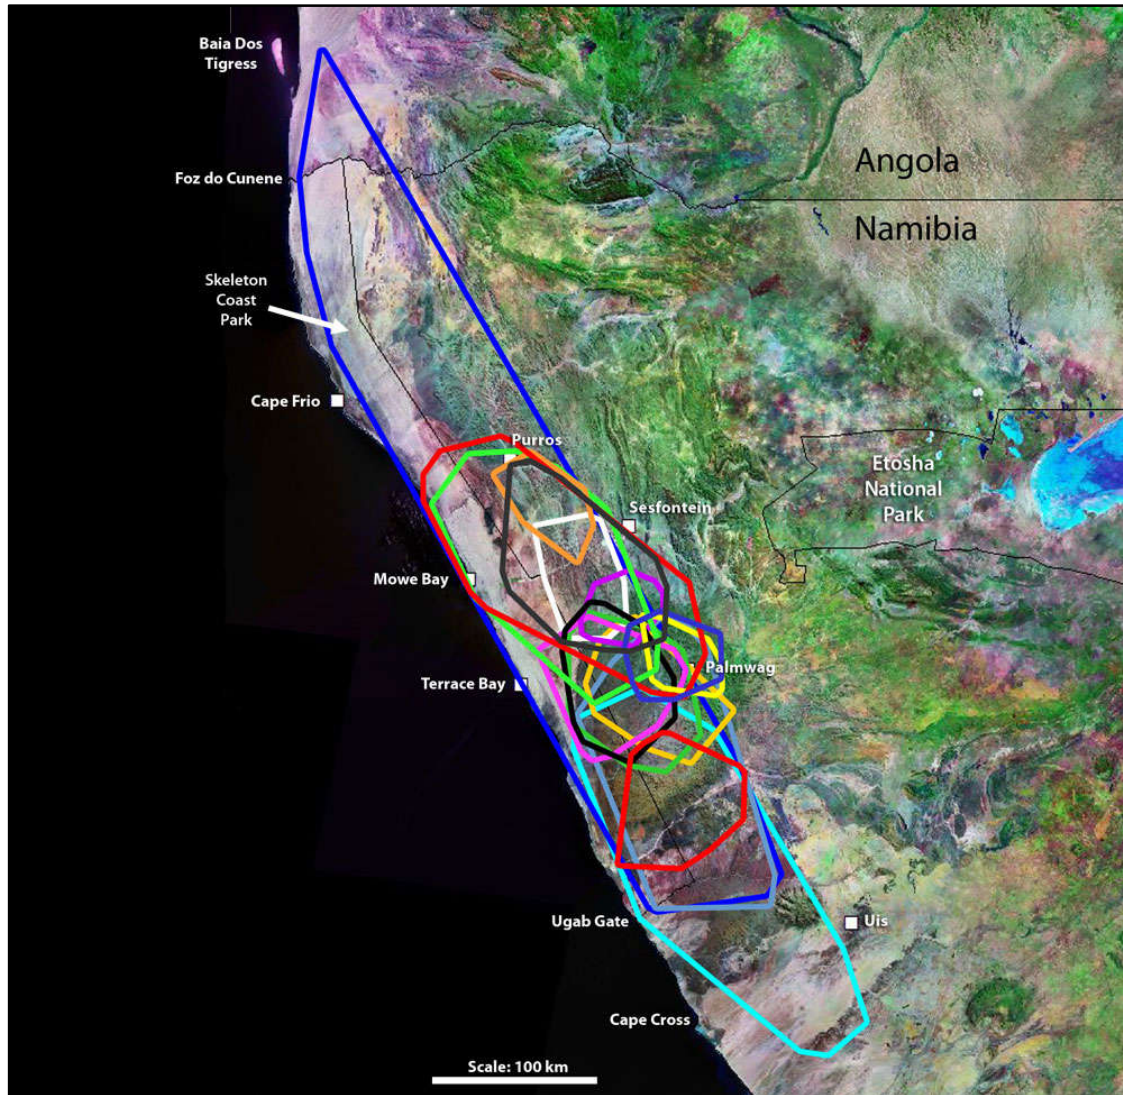 Baia Dos
Tigress
Angola
Foz do Cunene
Namibia
Skeleton
Coast
Park
Cape Frio
Purros
Etosha
National
Park
Sesfontein
Mowe Bay
Palmwag
Terrace Bay
Ugab Gate
Uis
Cape Cross
Scale: 100 km